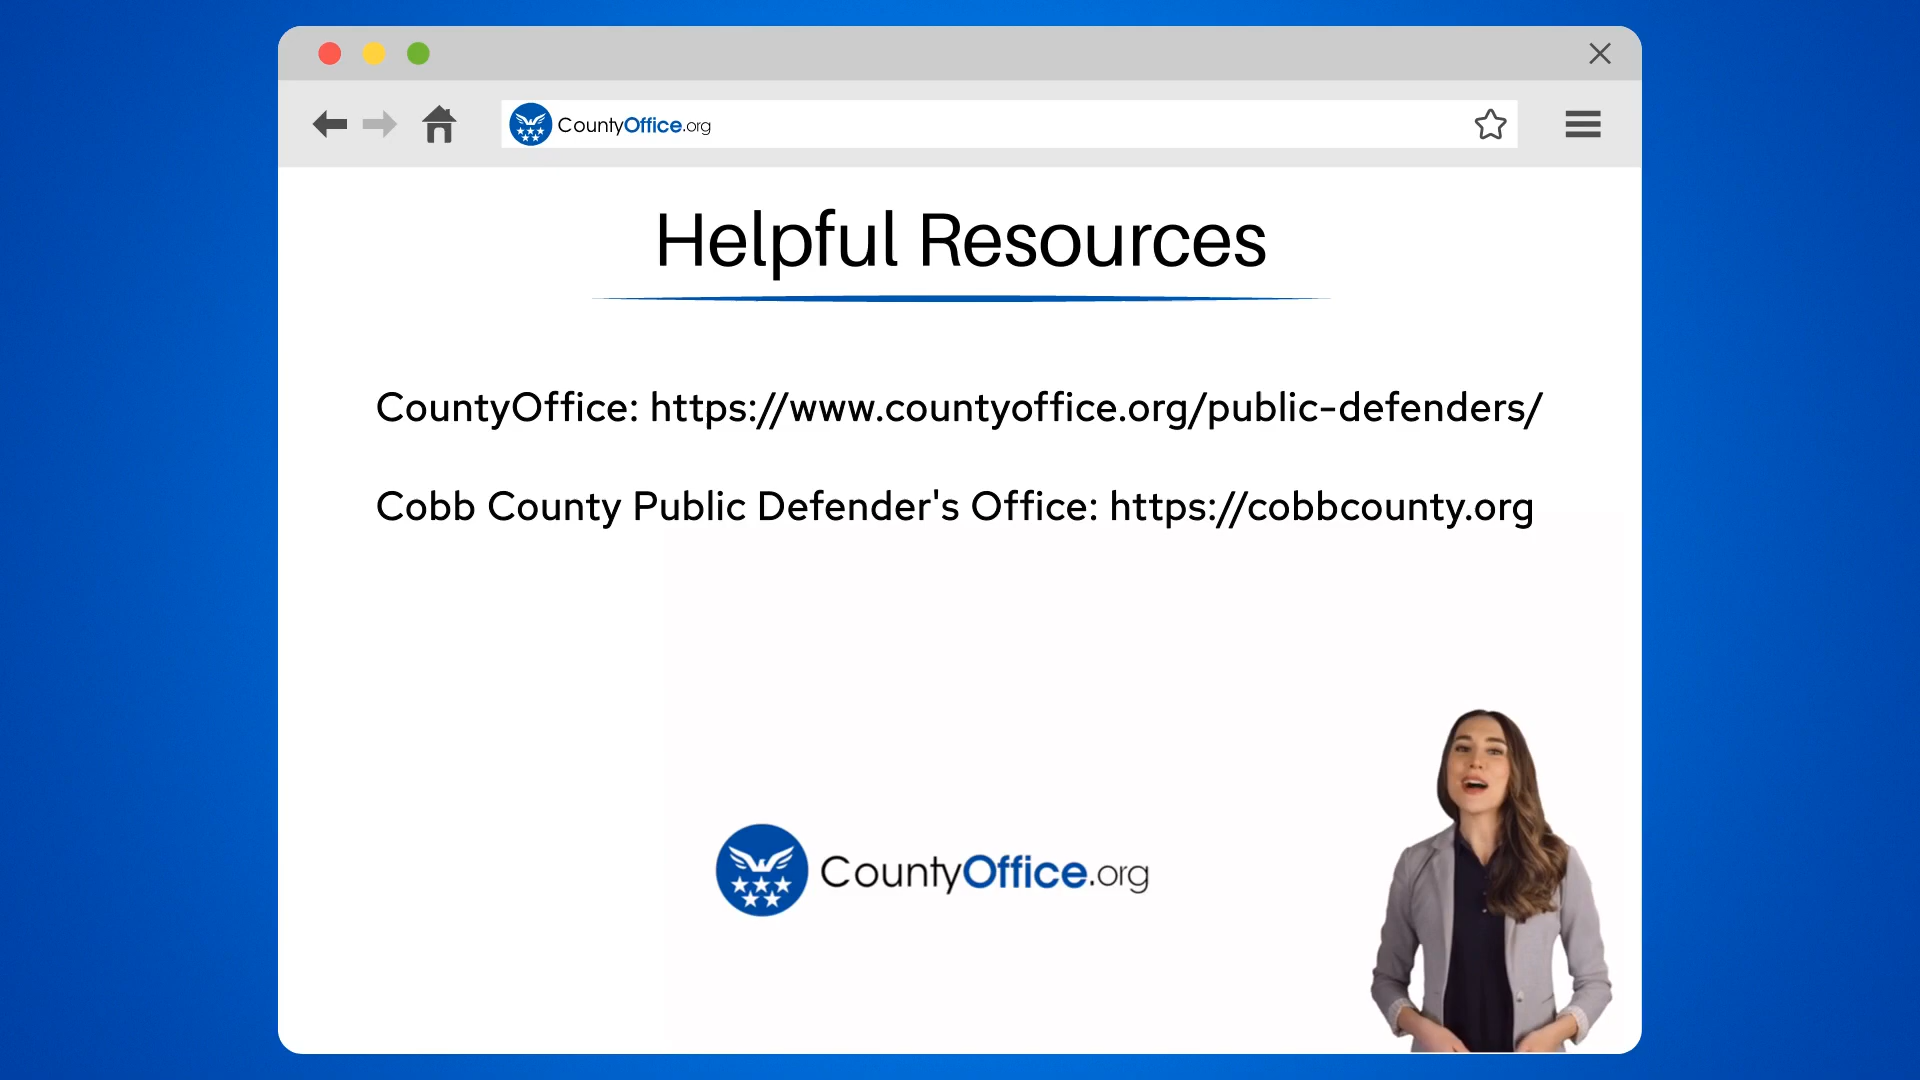 CountyOffice.org
Helpful Resources
CountyOffice: https://www.countyoffice.org/public-defenders/
Cobb County Public Defender's Office: https://cobbcounty.org
CountyOffice.org